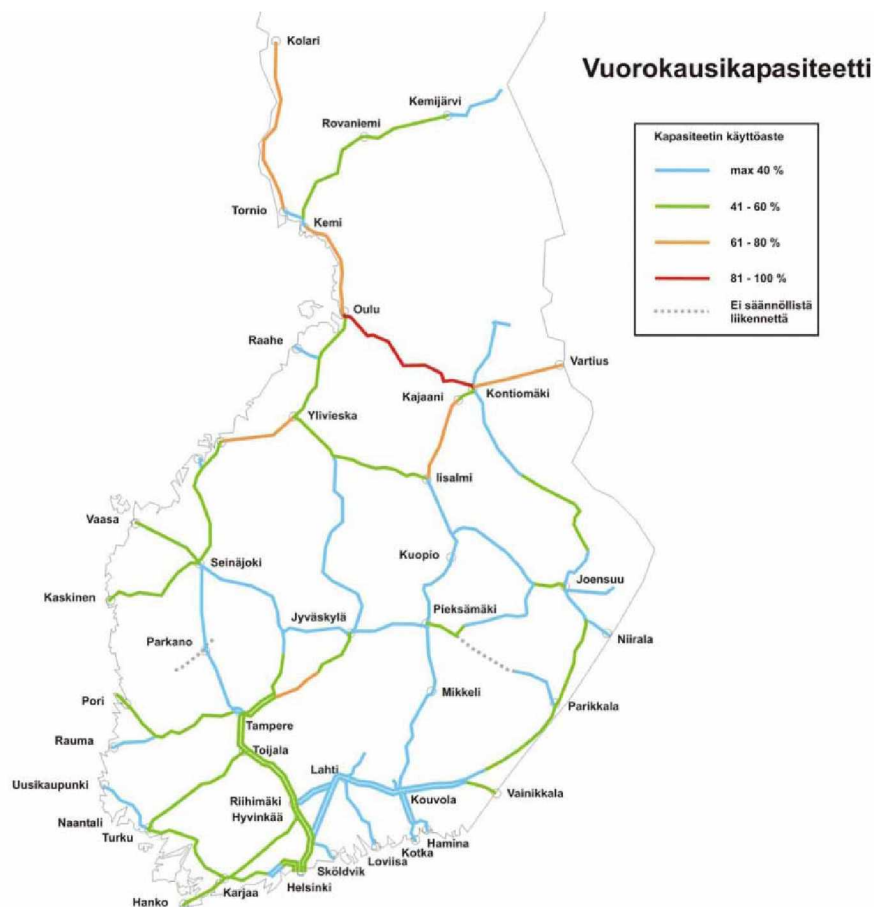 Vuorokausikapasiteetti
Kapasiteetin käyttöaste
max 40 %
41 - 60 %
61 - 80 %
81 - 100 %
Ei säännöllistä
liikennettä
Kolari
Kemijärvi
Rovaniemi
Tornio
Kemi
Oulu
Raahe
Vartius
Kajaani
Kontiomäki
Ylivieska
Iisalmi
Vaasa
Kuopio
Seinäjoki
Joensuu
Kaskinen
Jyväskylä
Pieksämäki
Parkano
Niirala
Mikkeli
Pori
Parikkala
Tampere
Rauma
Toijala
Lahti
Uusikaupunki
Vainikkala
Riihimäki
Kouvola
Hyvinkää
Naantali
Turku
Hamina
Kotka
Loviisa
Sköldvik
Helsinki
Karjaa
Hanko